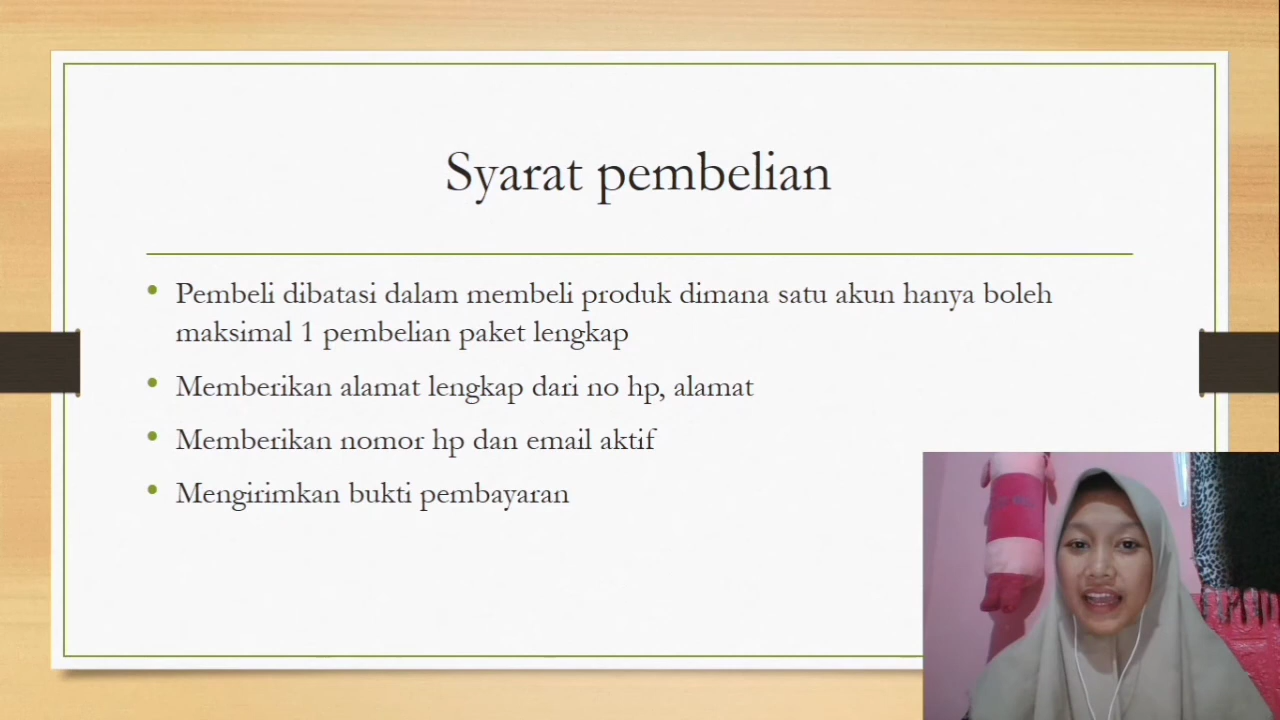 Syarat pembelian
Pembeli dibatasi dalam membeli produk dimana satu akun hanya boleh
maksimal 1 pembelian paket lengkap
Memberikan alamat lengkap dari no hp, alamat
Memberikan nomor hp dan email aktif
Mengirimkan bukti pembayaran